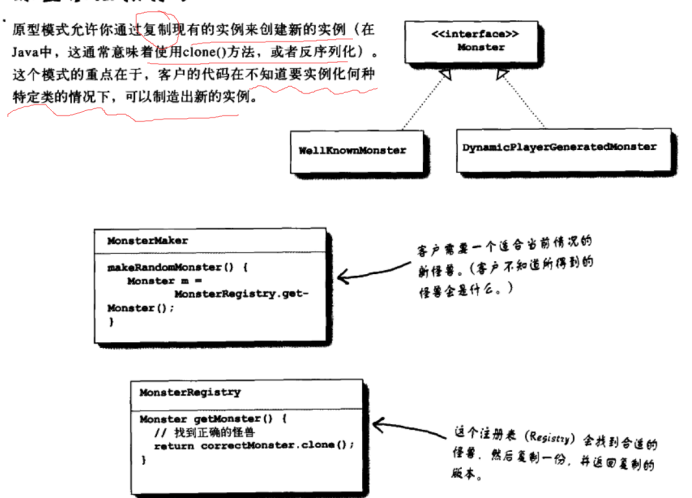 原型模式允许你通过复制现有的实例来创建新的实例（在
Java中，这通常意味着使用clone()方法，或者反序列化）。
这个模式的重点在于，客户的代码在不知道要实例化何种
特定类的情况下，可以制造出新的实例。
<<interface>>
Monster
WellKnownMonster
DynamicPlayerGeneratedMonster
MonsterMaker
makeRandomMonster() {
Monster m =
MonsterRegistry.get-
Monster();
}
客户需要一个适合当前情况的
新怪兽。（客户不知道所得到的
怪兽会是什么。）
MonsterRegistry
Monster getMonster() {
// 找到正确的怪兽
return correctMonster.clone();
}
这个注册表（Registry）会找到合适的
怪兽，然后复制一份，并返回复制的
版本。